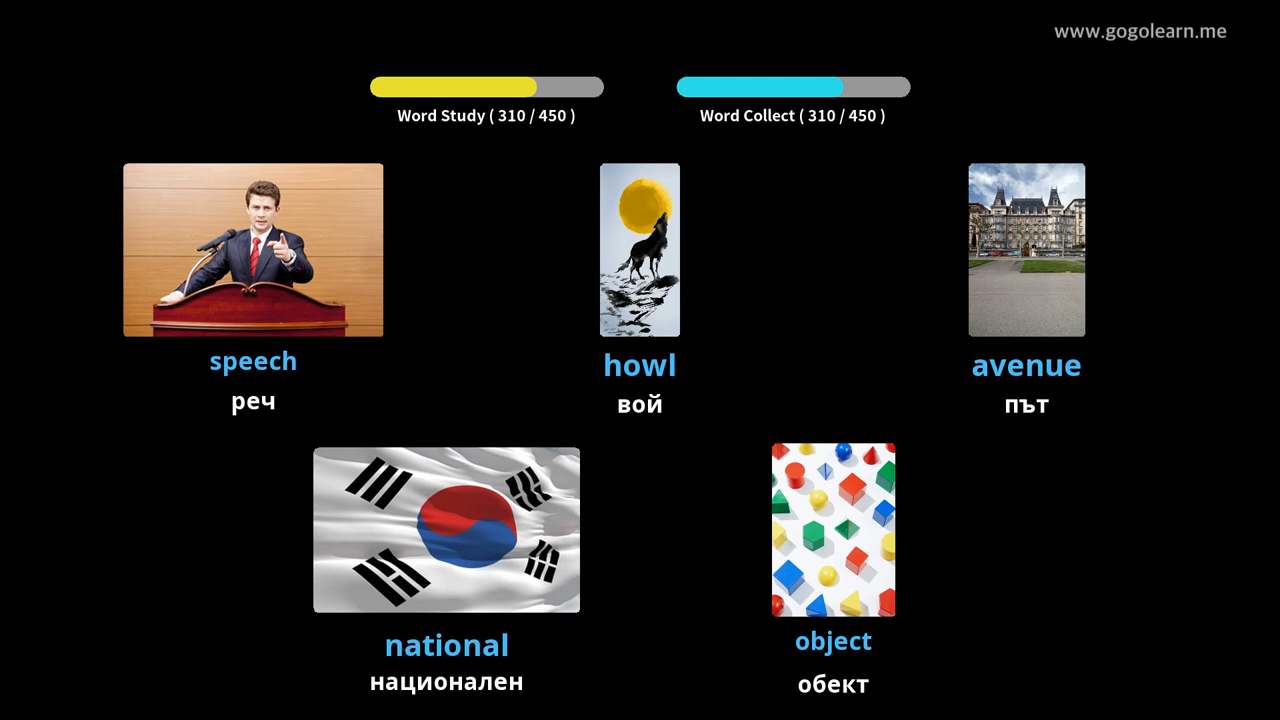 www.gogolearn.me
Word Study ( 310 / 450 )
Word Collect ( 310 / 450 )
speech
реч
howl
вой
avenue
път
national
национален
object
обект